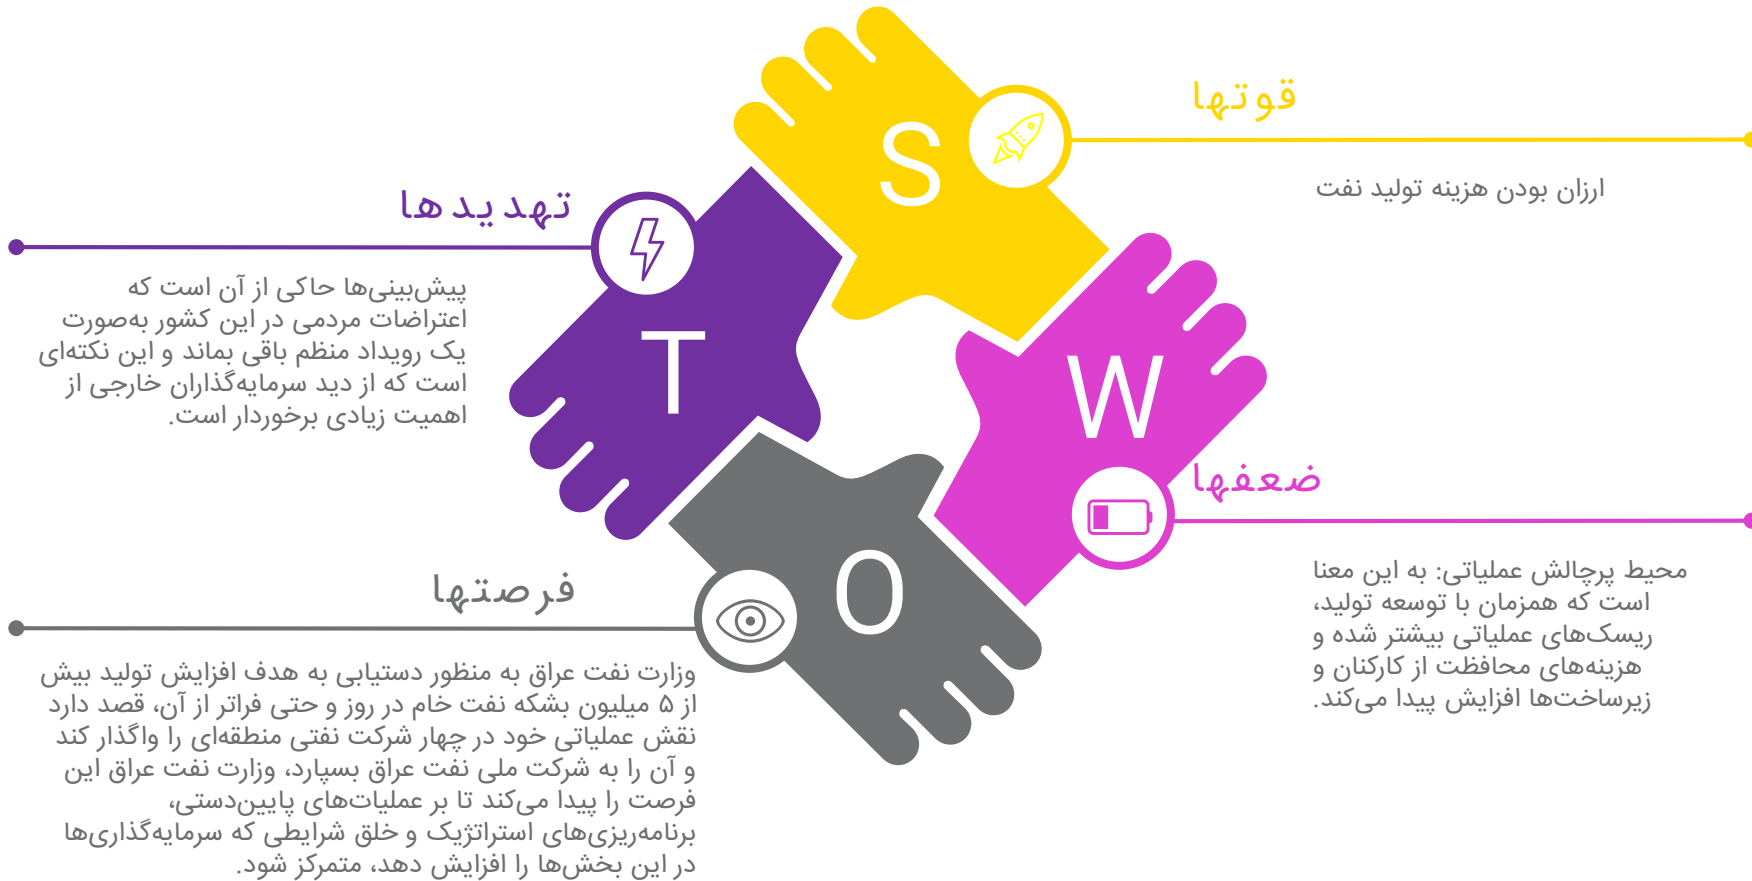 S
قوتها
ارزان بودن هزینه تولید نفت
W
ضعفها
محیط پرچالش عملیاتی: به این معنا
است که همزمان با توسعه تولید،
ریسک‌های عملیاتی بیشتر شده و
هزینه‌های محافظت از کارکنان و
زیرساخت‌ها افزایش پیدا می‌کند.
O
فرصتها
وزارت نفت عراق به منظور دستیابی به هدف افزایش تولید بیش
از ۵ میلیون بشکه نفت خام در روز و حتی فراتر از آن، قصد دارد
نقش عملیاتی خود در چهار شرکت نفتی منطقه‌ای را واگذار کند
و آن را به شرکت ملی نفت عراق بسپارد، وزارت نفت عراق این
فرصت را پیدا می‌کند تا بر عملیات‌های پایین‌دستی،
برنامه‌ریزی‌های استراتژیک و خلق شرایطی که سرمایه‌گذاری‌ها
در این بخش‌ها را افزایش دهد، متمرکز شود.
T
تهدیدها
پیش‌بینی‌ها حاکی از آن است که
اعتراضات مردمی در این کشور به‌صورت
یک رویداد منظم باقی بماند و این نکته‌ای
است که از دید سرمایه‌گذاران خارجی از
اهمیت زیادی برخوردار است.